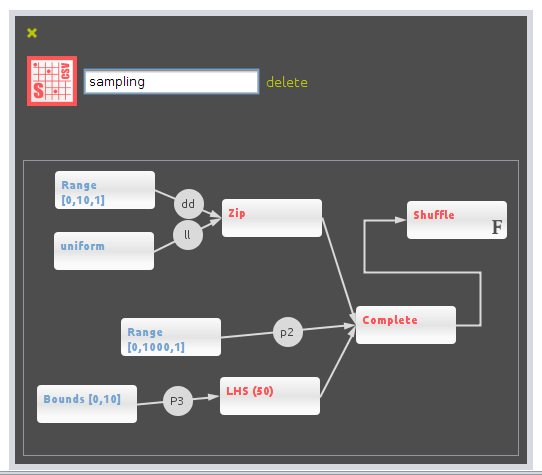 ×
S CSV
sampling
delete
Range
[0,10,1]
dd
Zip
Shuffle
F
uniform
ll
Range
[0,1000,1]
p2
Complete
Bounds [0,10]
P3
LHS (50)